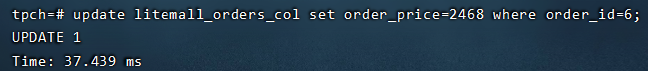 tpch=# update litemall_orders_col set order_price=2468 where order_id=6;
UPDATE 1
Time: 37.439 ms